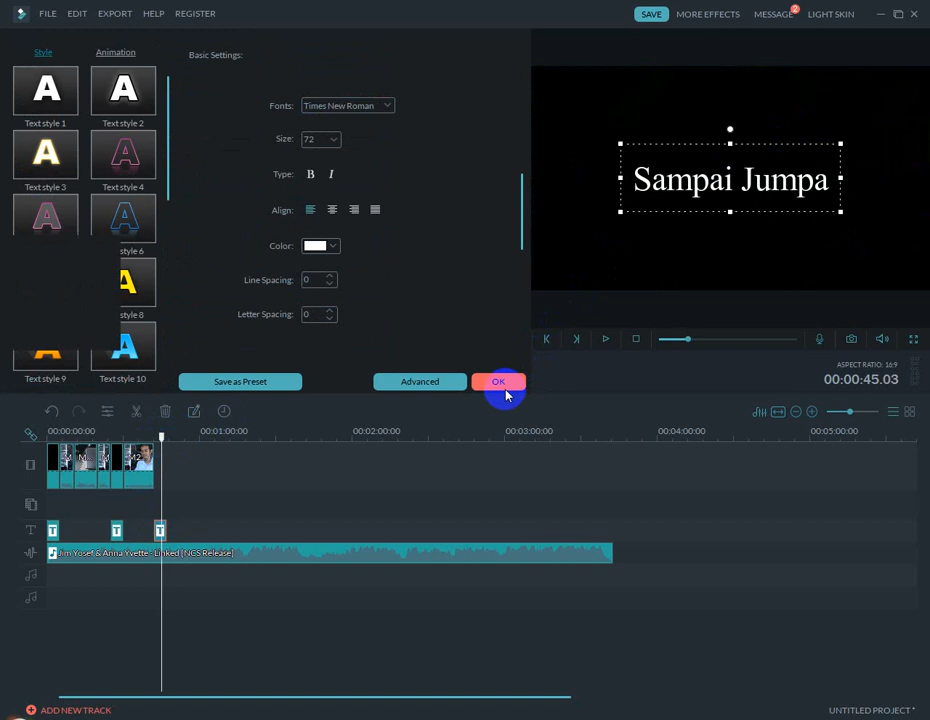 FILE EDIT EXPORT HELP REGISTER
SAVE MORE EFFECTS MESSAGE 2 LIGHT SKIN
Style Animation
Basic Settings:
A A
Text style 1 Text style 2
A A
Text style 3 Text style 4
A A
style 6
A
style 8
A A
Text style 9 Text style 10
Fonts: Times New Roman
Size: 72
Type: B I
Align:
Color:
Line Spacing: 0
Letter Spacing: 0
Save as Preset Advanced OK
Sampai Jumpa
ASPECT RATIO: 16:9
00:00:45.03
00:00:00:00 00:01:00:00 00:02:00:00 00:03:00:00 00:04:00:00 00:05:00:00
T T T T
Jim Yosef & Anna Yvette - Linked [NCS Release]
ADD NEW TRACK
UNTITLED PROJECT*